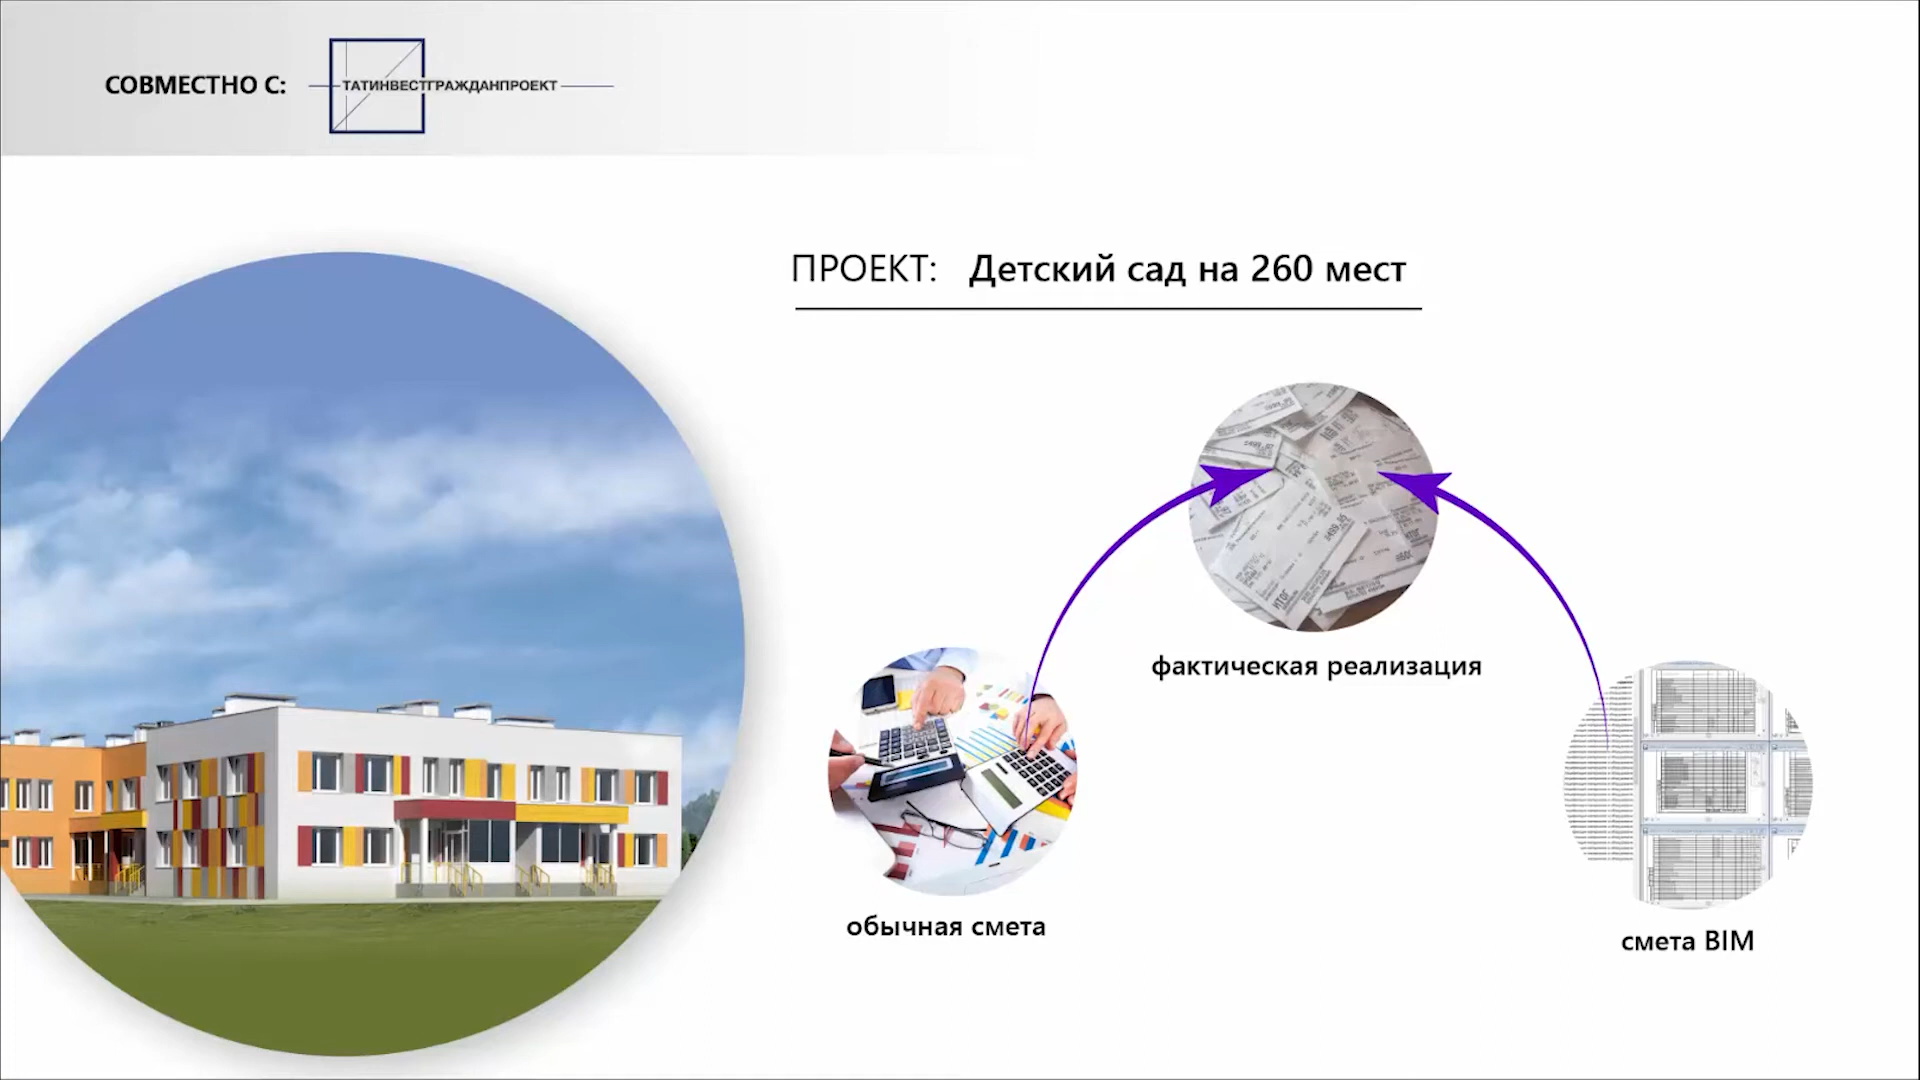 СОВМЕСТНО С:
ТАТИНВЕСТГРАЖДАНПРОЕКТ
ПРОЕКТ: Детский сад на 260 мест
фактическая реализация
обычная смета
смета BIM